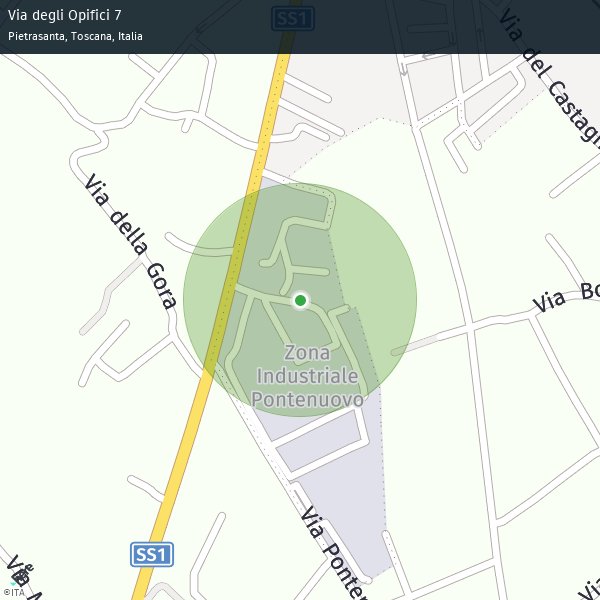 Via degli Opifici 7
Pietrasanta, Toscana, Italia
SS1
Via del Castagn
Via della Gora
Via Bo
Zona
Industriale
Pontenuovo
Via Ponter
SS1
Via
©ITA